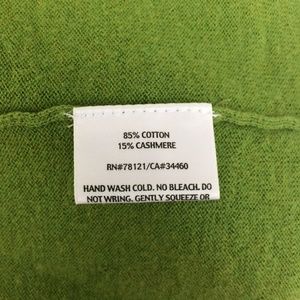 85% COTTON
15% CASHMERE
RN#78121/CA#34460
HAND WASH COLD. NO BLEACH. DO
NOT WRING. GENTLY SQUEEZE OR